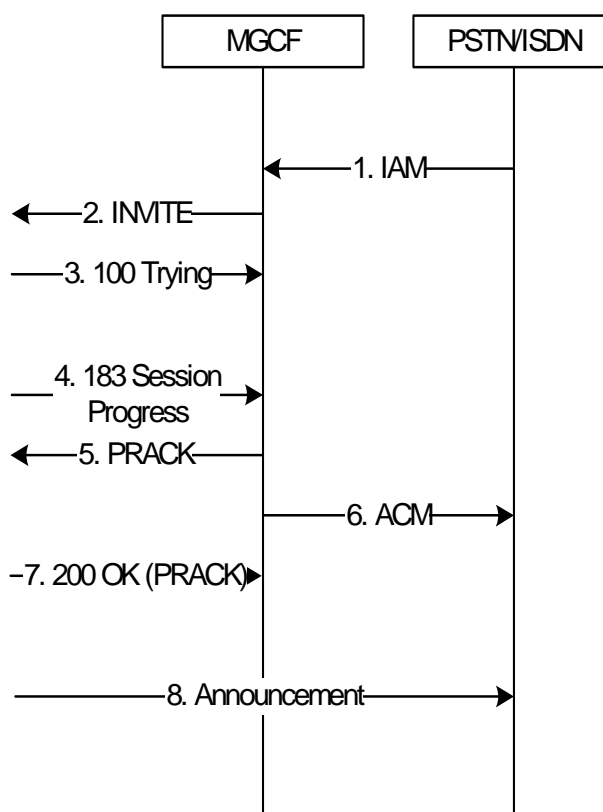 MGCF
PSTN/ISDN
1. IAM
2. INVITE
3. 100 Trying
4. 183 Session
Progress
5. PRACK
6. ACM
7. 200 OK (PRACK)
8. Announcement